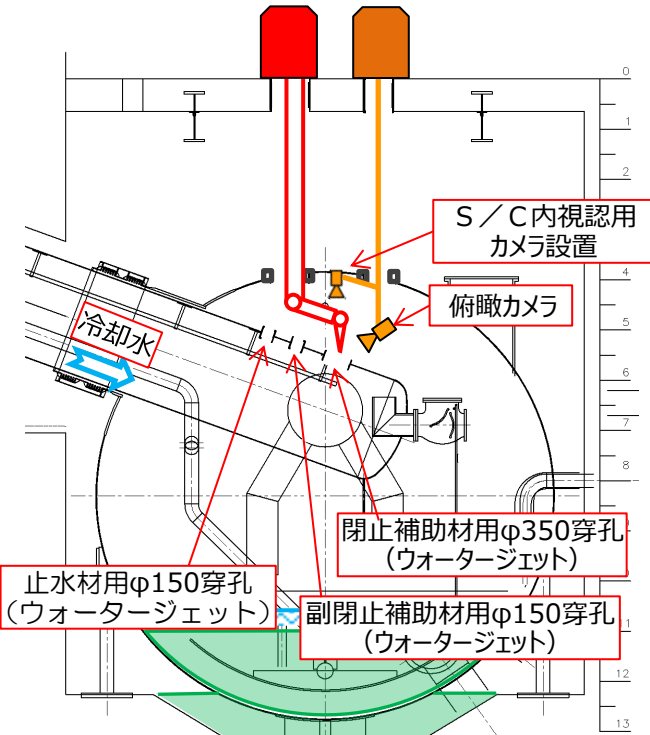 0
1
2
S/C内視認用
カメラ設置
4
俯瞰カメラ
冷却水
5
6
7
8
閉止補助材用φ350穿孔
(ウォータージェット)
止水材用φ150穿孔
(ウォータージェット)
副閉止補助材用φ150穿孔
(ウォータージェット)
11
12
13